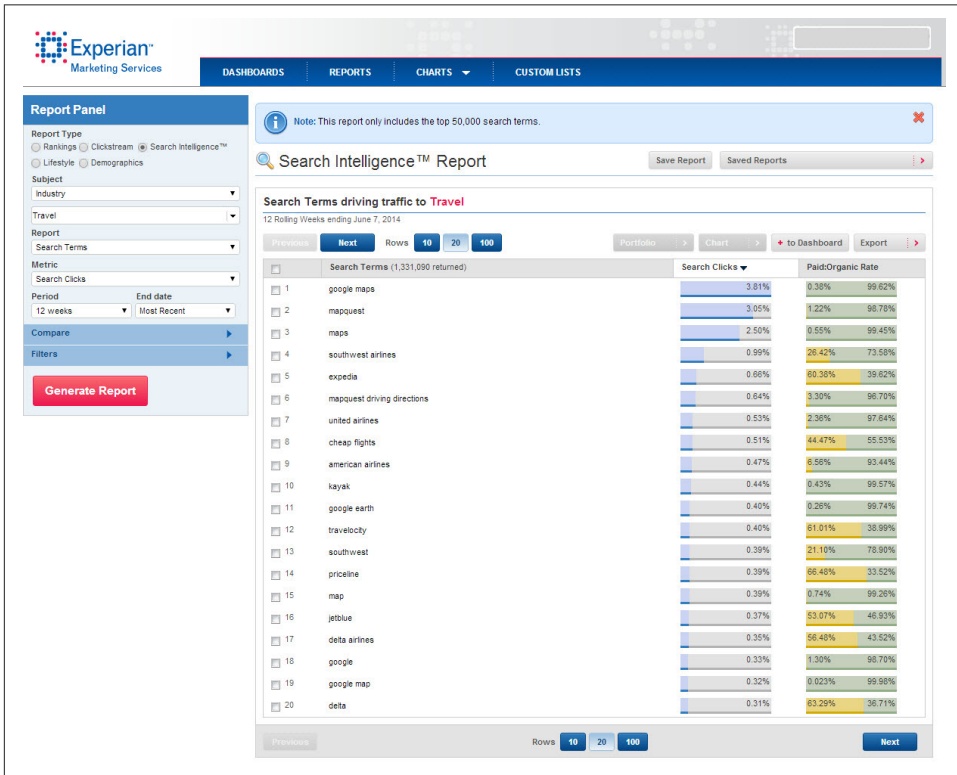 Experian™
Marketing Services
DASHBOARDS REPORTS CHARTS CUSTOM LISTS
Report Panel
Report Type
Rankings Clickstream Search Intelligence™
Lifestyle Demographics
Subject
Industry
Travel
Report
Search Terms
Metric
Search Clicks
Period End date
12 weeks Most Recent
Compare
Filters
Generate Report
Note: This report only includes the top 50,000 search terms.
Search Intelligence™ Report
Save Report Saved Reports
Search Terms driving traffic to Travel
12 Rolling Weeks ending June 7, 2014
Previous Next Rows 10 20 100 Portfolio Chart + to Dashboard Export
Search Terms (1,331,090 returned) Search Clicks Paid:Organic Rate
1 google maps 3.81% 0.38% 99.62%
2 mapquest 3.05% 1.22% 98.78%
3 maps 2.50% 0.55% 99.45%
4 southwest airlines 0.99% 26.42% 73.58%
5 expedia 0.66% 60.38% 39.62%
6 mapquest driving directions 0.64% 3.30% 96.70%
7 united airlines 0.53% 2.36% 97.64%
8 cheap flights 0.51% 44.47% 55.53%
9 american airlines 0.47% 6.56% 93.44%
10 kayak 0.44% 0.43% 99.57%
11 google earth 0.40% 0.26% 99.74%
12 travelocity 0.40% 61.01% 38.99%
13 southwest 0.39% 21.10% 78.90%
14 priceline 0.39% 66.48% 33.52%
15 map 0.39% 0.74% 99.26%
16 jetblue 0.37% 53.07% 46.93%
17 delta airlines 0.35% 56.48% 43.52%
18 google 0.33% 1.30% 98.70%
19 google map 0.32% 0.023% 99.98%
20 delta 0.31% 63.29% 36.71%
Previous Rows 10 20 100 Next